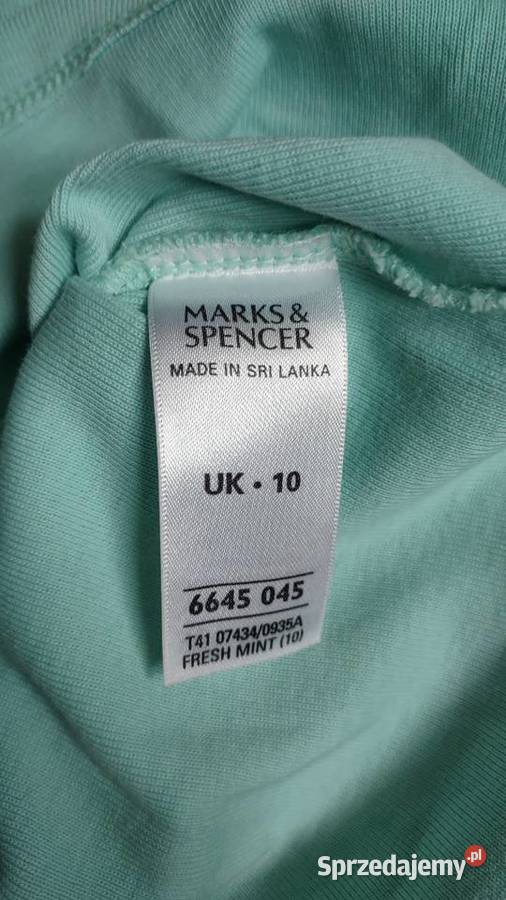 MARKS &
SPENCER
MADE IN SRI LANKA
UK • 10
6645 045
T41 07434/0935A
FRESH MINT (10)
Sprzedajemy.pl